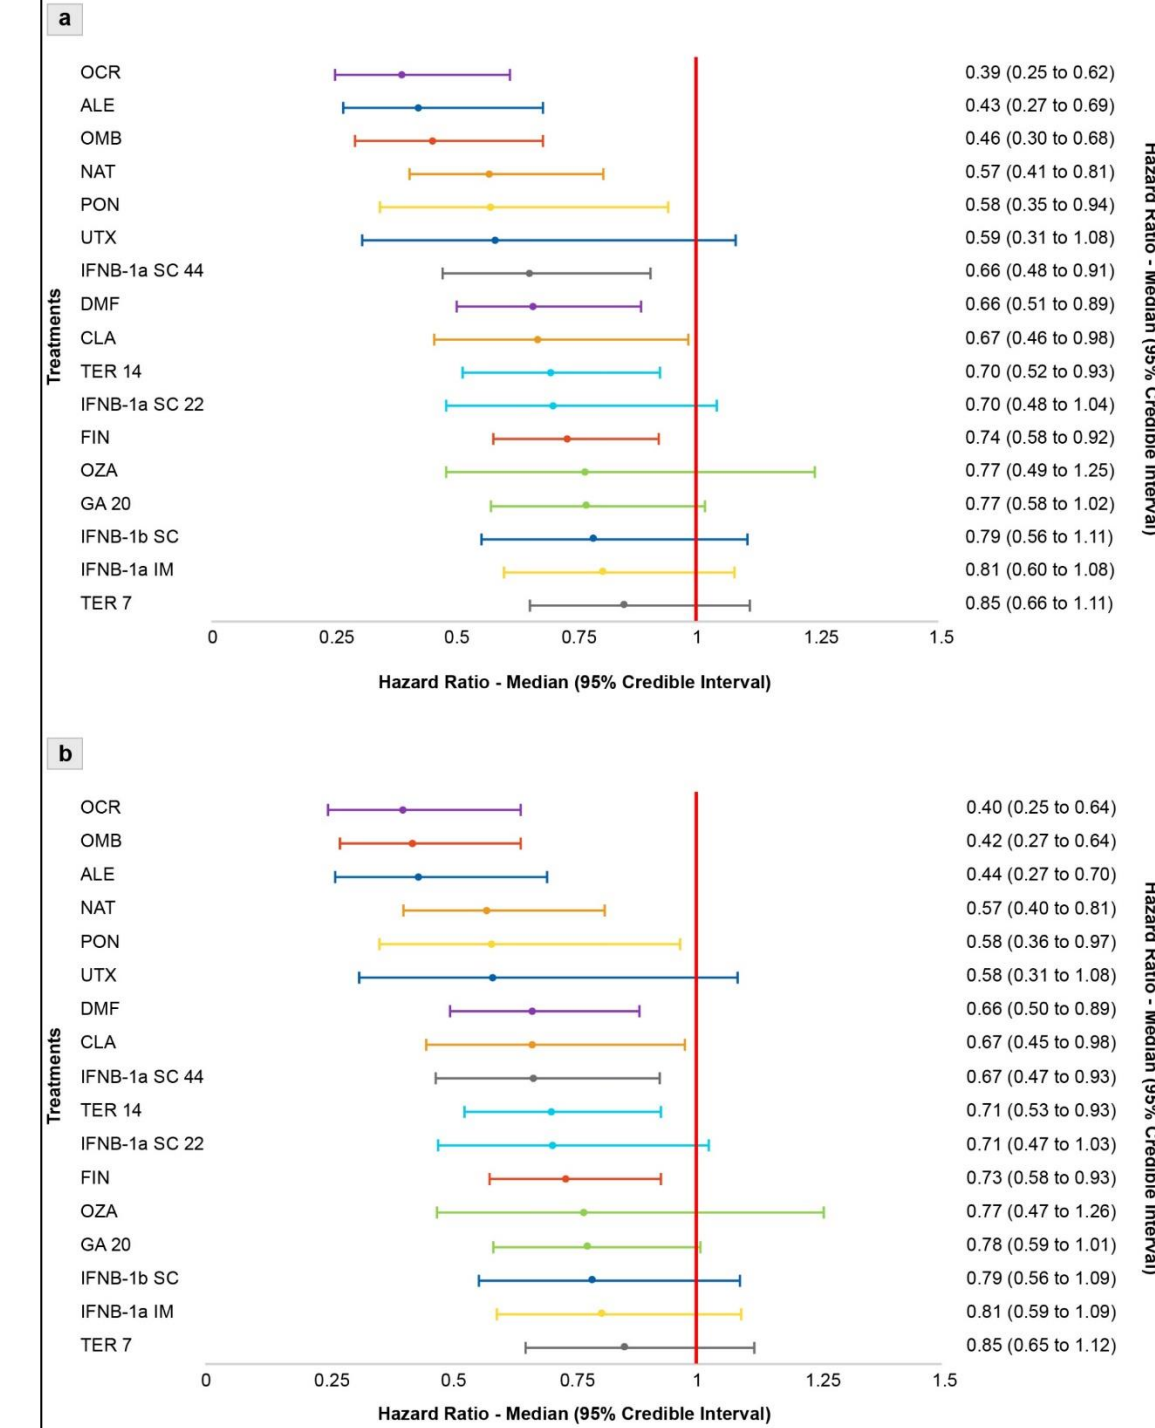 a
OCR 0.39 (0.25 to 0.62)
ALE 0.43 (0.27 to 0.69)
OMB 0.46 (0.30 to 0.68)
NAT 0.57 (0.41 to 0.81)
PON 0.58 (0.35 to 0.94)
UTX 0.59 (0.31 to 1.08)
IFNB-1a SC 44 0.66 (0.48 to 0.91)
DMF 0.66 (0.51 to 0.89)
CLA 0.67 (0.46 to 0.98)
TER 14 0.70 (0.52 to 0.93)
IFNB-1a SC 22 0.70 (0.48 to 1.04)
FIN 0.74 (0.58 to 0.92)
OZA 0.77 (0.49 to 1.25)
GA 20 0.77 (0.58 to 1.02)
IFNB-1b SC 0.79 (0.56 to 1.11)
IFNB-1a IM 0.81 (0.60 to 1.08)
TER 7 0.85 (0.66 to 1.11)
Treatments
Hazard Ratio - Median (95% Credible Interval)
0 0.25 0.5 0.75 1 1.25 1.5
Hazard Ratio - Median (95% Credible Interval)
b
OCR 0.40 (0.25 to 0.64)
OMB 0.42 (0.27 to 0.64)
ALE 0.44 (0.27 to 0.70)
NAT 0.57 (0.40 to 0.81)
PON 0.58 (0.36 to 0.97)
UTX 0.58 (0.31 to 1.08)
DMF 0.66 (0.50 to 0.89)
CLA 0.67 (0.45 to 0.98)
IFNB-1a SC 44 0.67 (0.47 to 0.93)
TER 14 0.71 (0.53 to 0.93)
IFNB-1a SC 22 0.71 (0.47 to 1.03)
FIN 0.73 (0.58 to 0.93)
OZA 0.77 (0.47 to 1.26)
GA 20 0.78 (0.59 to 1.01)
IFNB-1b SC 0.79 (0.56 to 1.09)
IFNB-1a IM 0.81 (0.59 to 1.09)
TER 7 0.85 (0.65 to 1.12)
Treatments
Hazard Ratio - Median (95% Credible Interval)
0 0.25 0.5 0.75 1 1.25 1.5
Hazard Ratio - Median (95% Credible Interval)